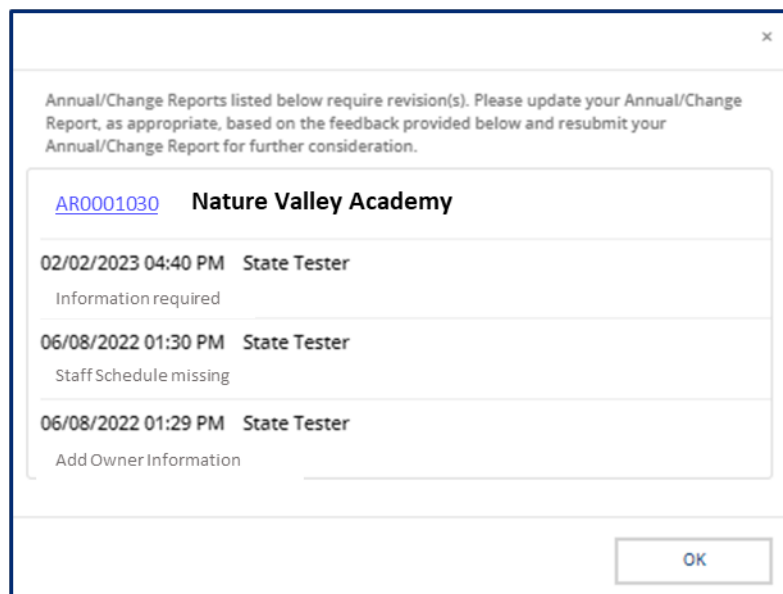 ×
Annual/Change Reports listed below require revision(s). Please update your Annual/Change
Report, as appropriate, based on the feedback provided below and resubmit your
Annual/Change Report for further consideration.
AR0001030 Nature Valley Academy
02/02/2023 04:40 PM State Tester
Information required
06/08/2022 01:30 PM State Tester
Staff Schedule missing
06/08/2022 01:29 PM State Tester
Add Owner Information
OK